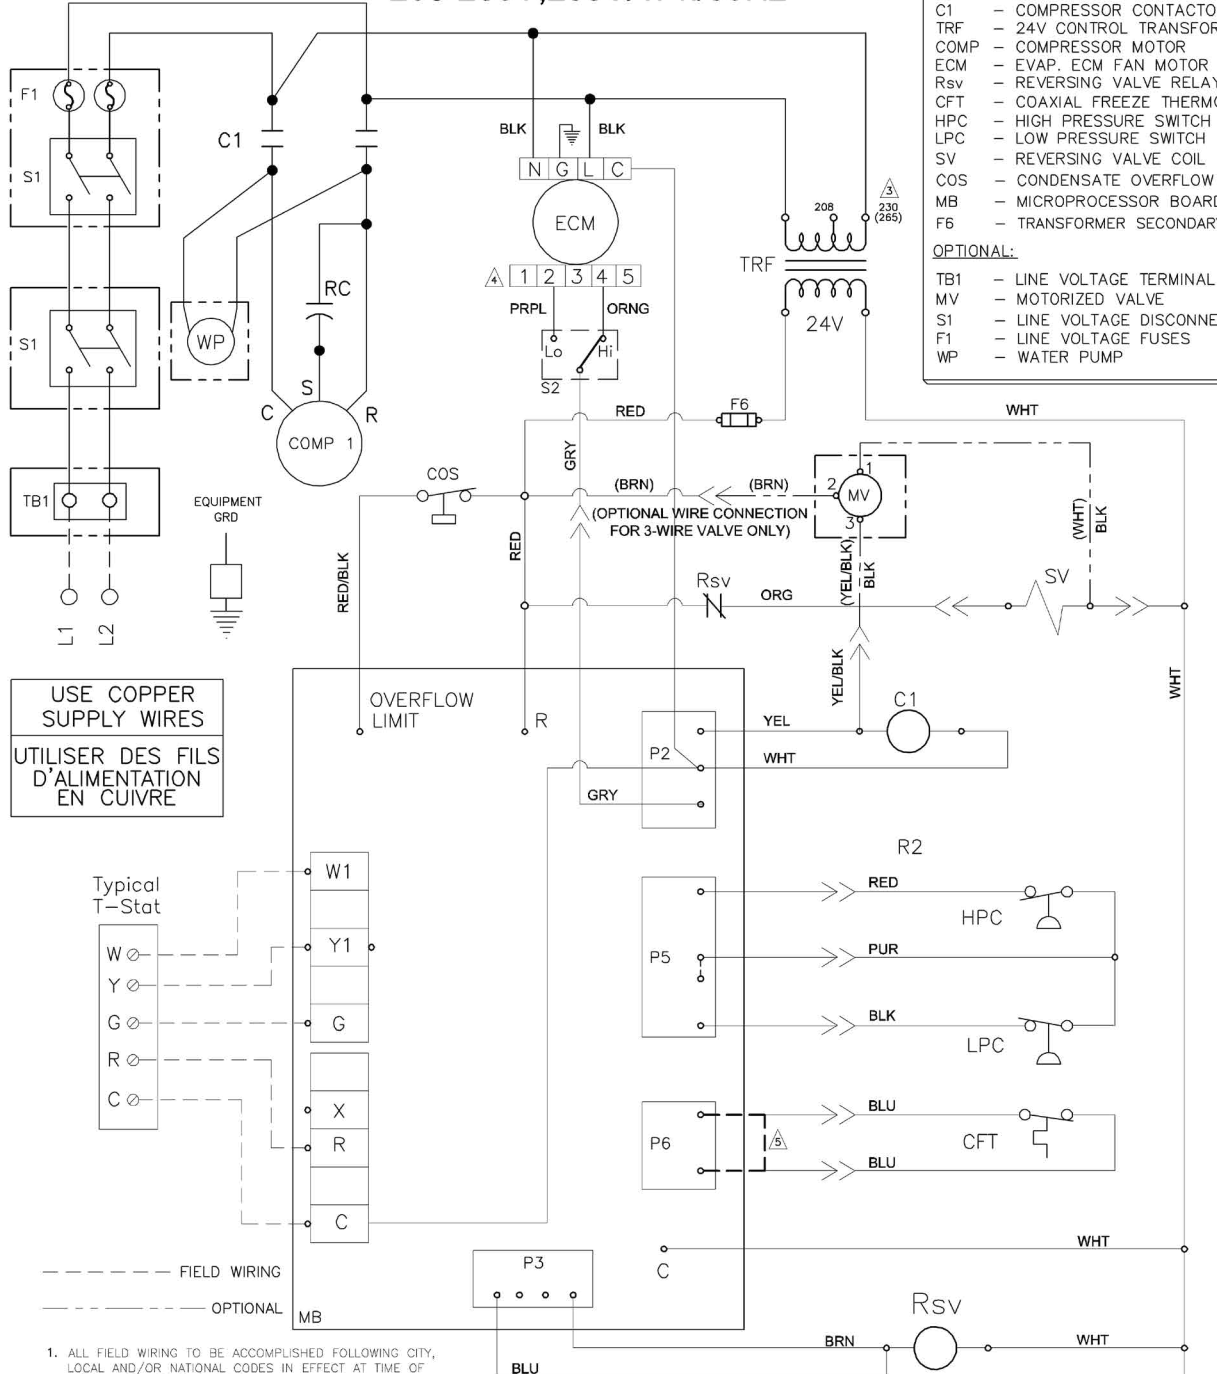 C1 – COMPRESSOR
TRF – 24V CONTROL
COMP – COMPRESSOR MOTOR
ECM – EVAP. ECM FAN MOTOR
Rsv – REVERSING VALVE RELAY
CFT – COAXIAL FREEZE
HPC – HIGH PRESSURE SWITCH
LPC – LOW PRESSURE SWITCH
SV – REVERSING VALVE COIL
COS – CONDENSATE OVERFLOW
MB – MICROPROCESSOR BOARD
F6 – TRANSFORMER
OPTIONAL:
TB1 – LINE VOLTAGE TERMINAL
MV – MOTORIZED VALVE
S1 – LINE VOLTAGE
F1 – LINE VOLTAGE FUSES
WP – WATER PUMP
F1
S1
C1
BLK
BLK
N G L C
ECM
4
1 2 3 4 5
PRPL
ORNG
Lo
Hi
S2
3
208
230
(265)
TRF
24V
S1
WP
RC
S
C
R
COMP 1
RED
F6
WHT
GRY
COS
TB1
EQUIPMENT
GRD
(BRN)
(BRN)
2
MV
1
3
(OPTIONAL WIRE CONNECTION
FOR 3-WIRE VALVE ONLY)
(WHT)
BLK
RED/BLK
RED
Rsv
ORG
(YEL/BLK)
BLK
SV
L1
L2
USE COPPER
SUPPLY WIRES
UTILISER DES FILS
D'ALIMENTATION
EN CUIVRE
OVERFLOW
LIMIT
R
YEL/BLK
WHT
P2
YEL
C1
WHT
GRY
R2
Typical
T–Stat
W
Y
G
R
C
W1
Y1
G
X
R
C
P5
RED
HPC
PUR
BLK
LPC
P6
5
BLU
CFT
BLU
P3
C
WHT
FIELD WIRING
OPTIONAL
MB
Rsv
BRN
WHT
BLU
1. ALL FIELD WIRING TO BE ACCOMPLISHED FOLLOWING CITY,
LOCAL AND/OR NATIONAL CODES IN EFFECT AT TIME OF